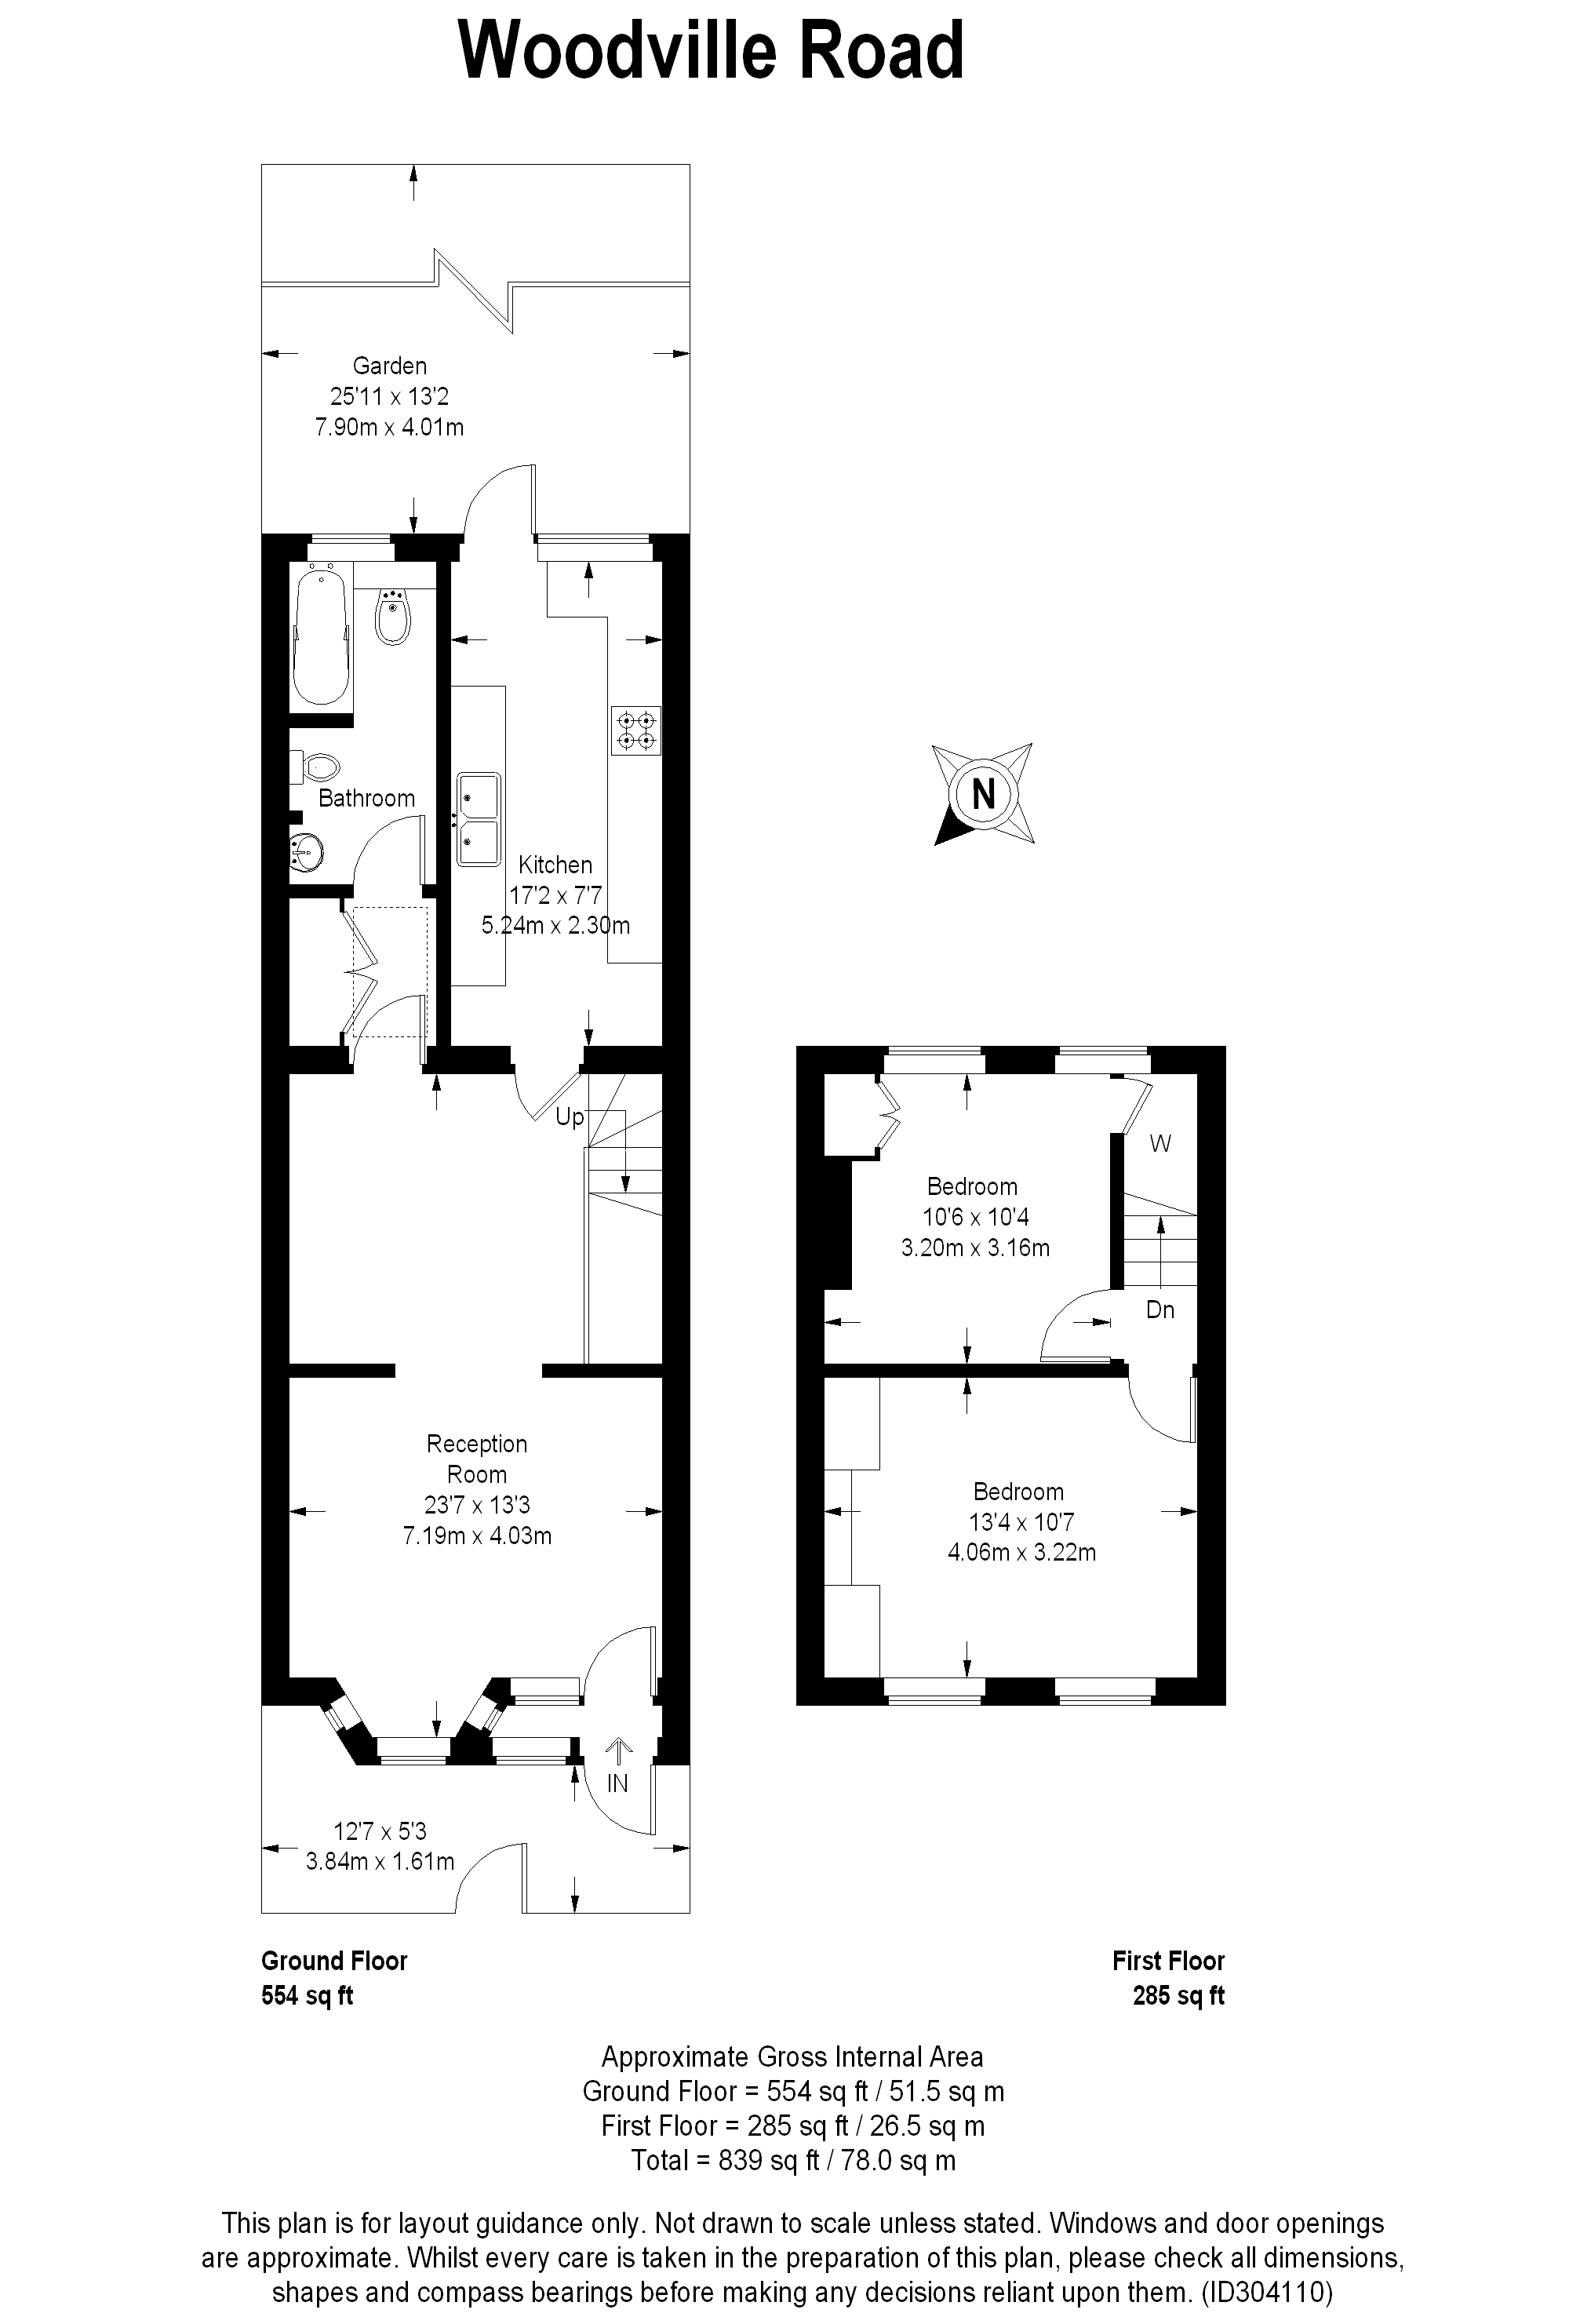 Woodville Road
Garden
25'11 x 13'2
7.90m x 4.01m
Bathroom
Kitchen
17'2 x 7'7
5.24m x 2.30m
N
Up
W
Bedroom
10'6 x 10'4
3.20m x 3.16m
Dn
Reception
Room
23'7 x 13'3
7.19m x 4.03m
Bedroom
13'4 x 10'7
4.06m x 3.22m
IN
12'7 x 5'3
3.84m x 1.61m
Ground Floor
554 sq ft
First Floor
285 sq ft
Approximate Gross Internal Area
Ground Floor = 554 sq ft / 51.5 sq m
First Floor = 285 sq ft / 26.5 sq m
Total = 839 sq ft / 78.0 sq m
This plan is for layout guidance only. Not drawn to scale unless stated. Windows and door openings
are approximate. Whilst every care is taken in the preparation of this plan, please check all dimensions,
shapes and compass bearings before making any decisions reliant upon them. (ID304110)